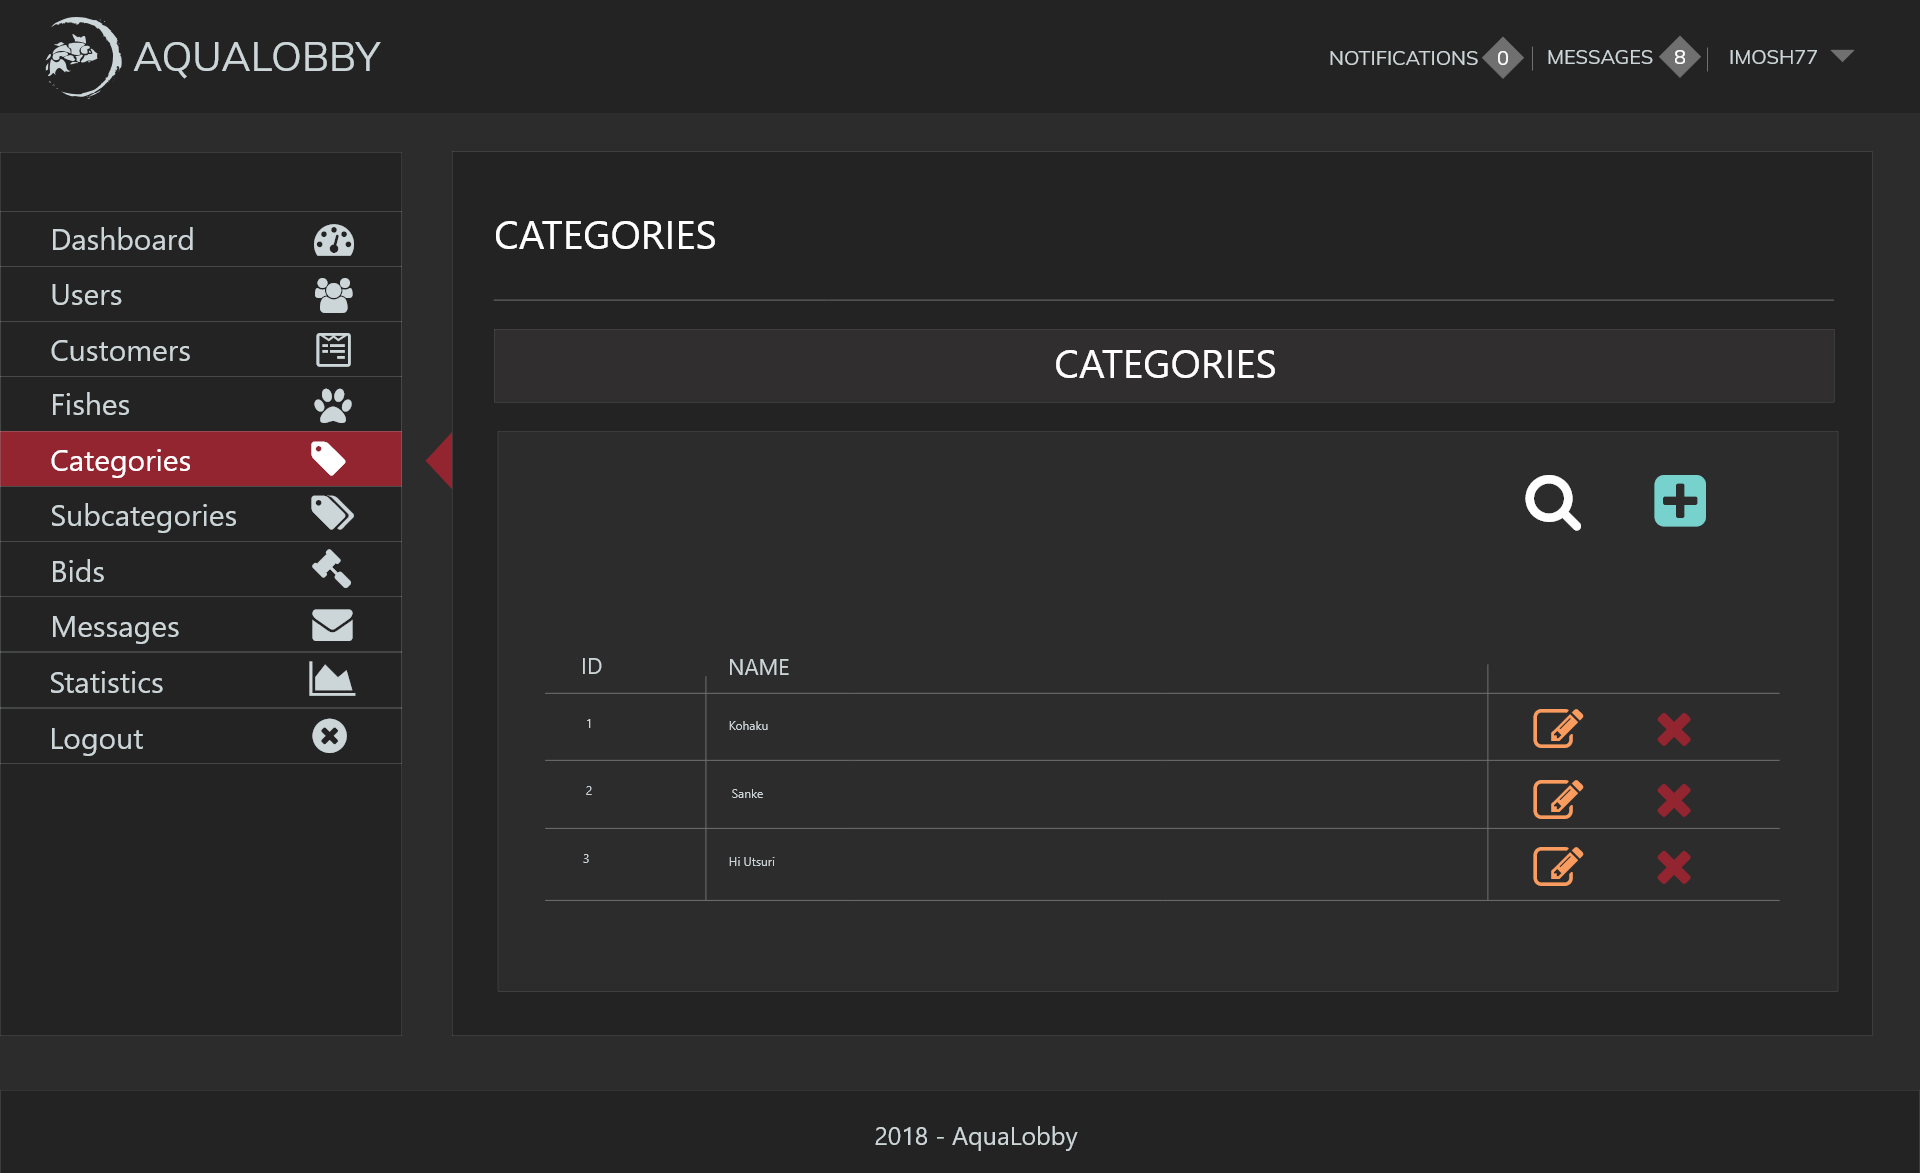 AQUALOBBY
NOTIFICATIONS 0 MESSAGES 8 IMOSH77
Dashboard
Users
Customers
Fishes
Categories
Subcategories
Bids
Messages
Statistics
Logout
CATEGORIES
CATEGORIES
ID NAME
1 Kohaku
2 Sanke
3 Hi Utsuri
2018 - AquaLobby